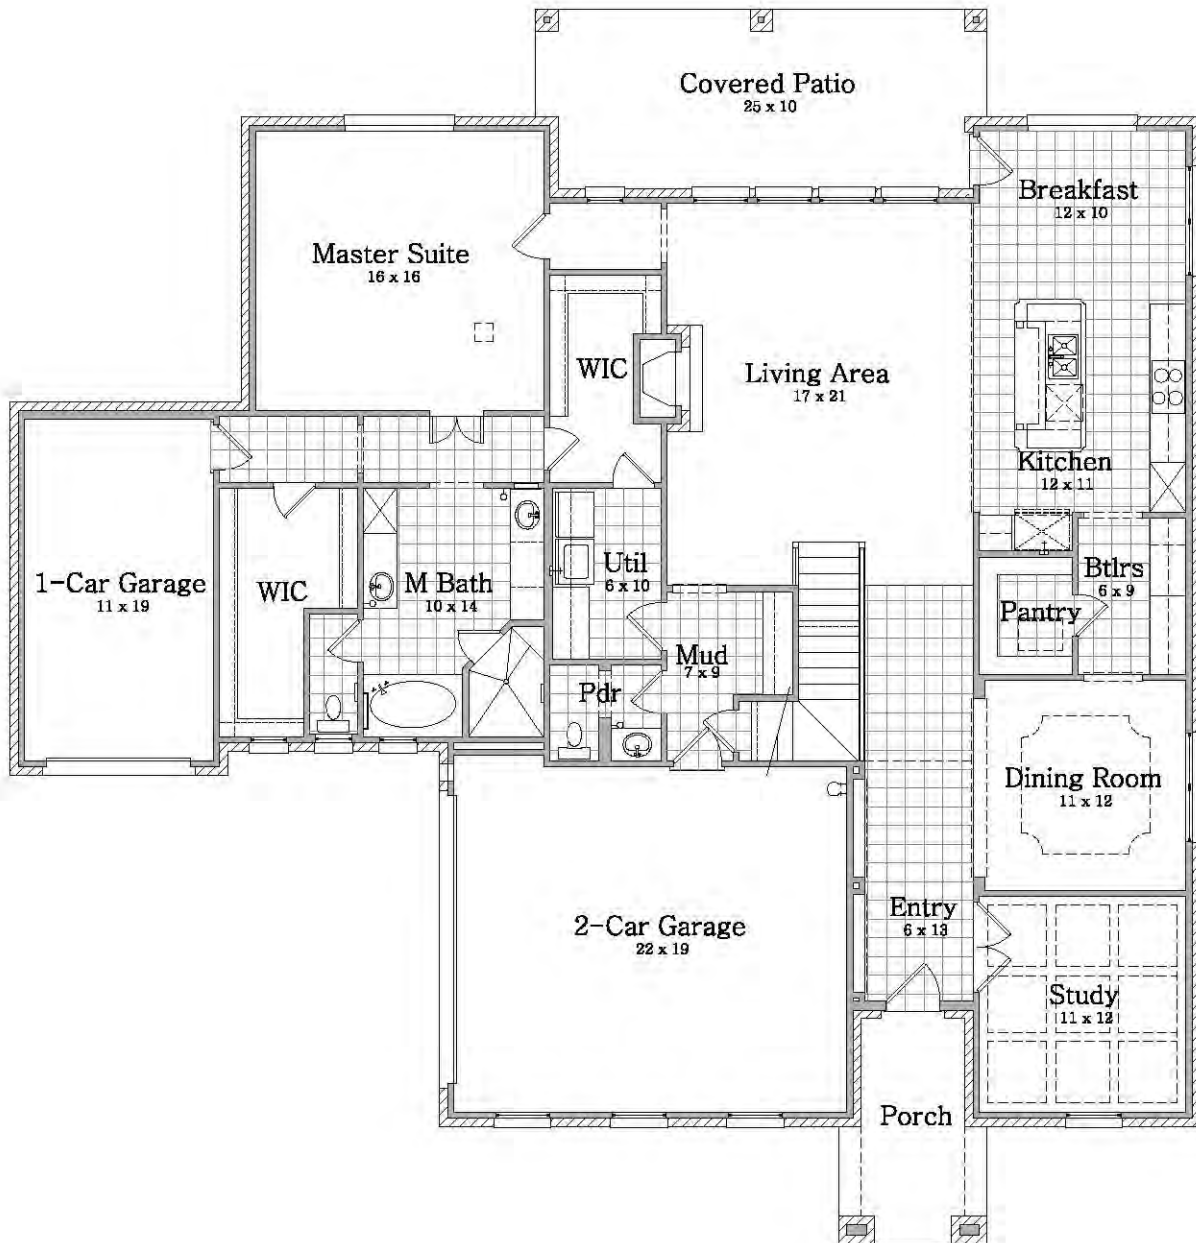 Covered Patio
25 x 10
Breakfast
12 x 10
Master Suite
16 x 16
WIC
Living Area
17 x 21
Kitchen
12 x 11
1-Car Garage
11 x 19
WIC
M Bath
10 x 14
Util
6 x 10
Btlrs
6 x 9
Pantry
Mud
7 x 9
Pdr
Dining Room
11 x 12
2-Car Garage
22 x 19
Entry
6 x 13
Study
11 x 12
Porch